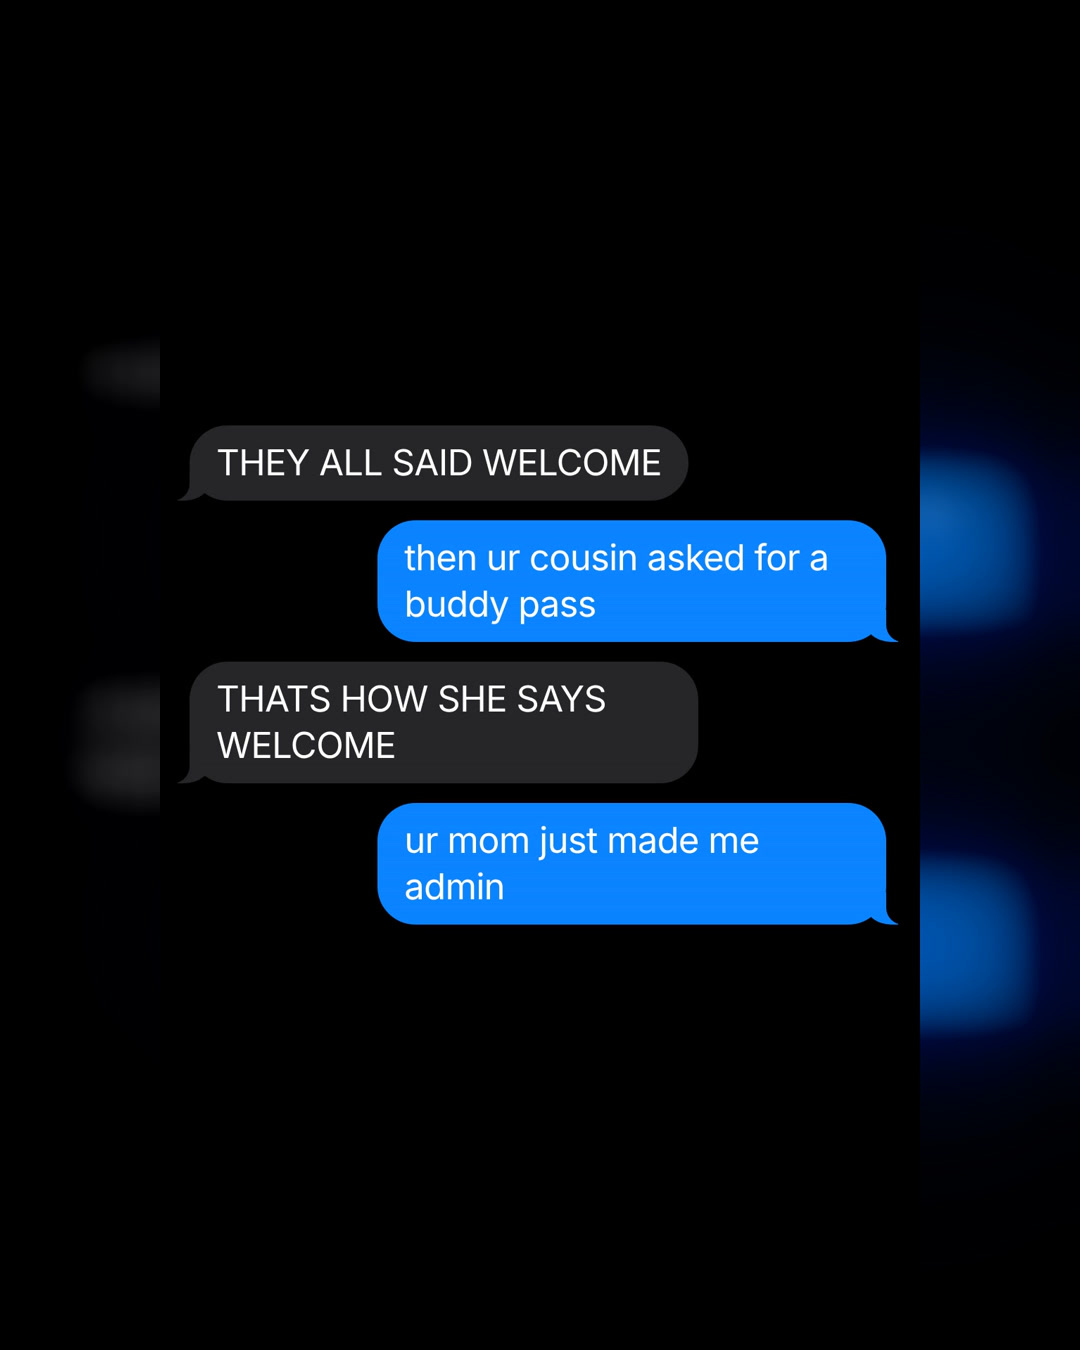 THEY ALL SAID WELCOME
then ur cousin asked for a
buddy pass
THATS HOW SHE SAYS
WELCOME
ur mom just made me
admin